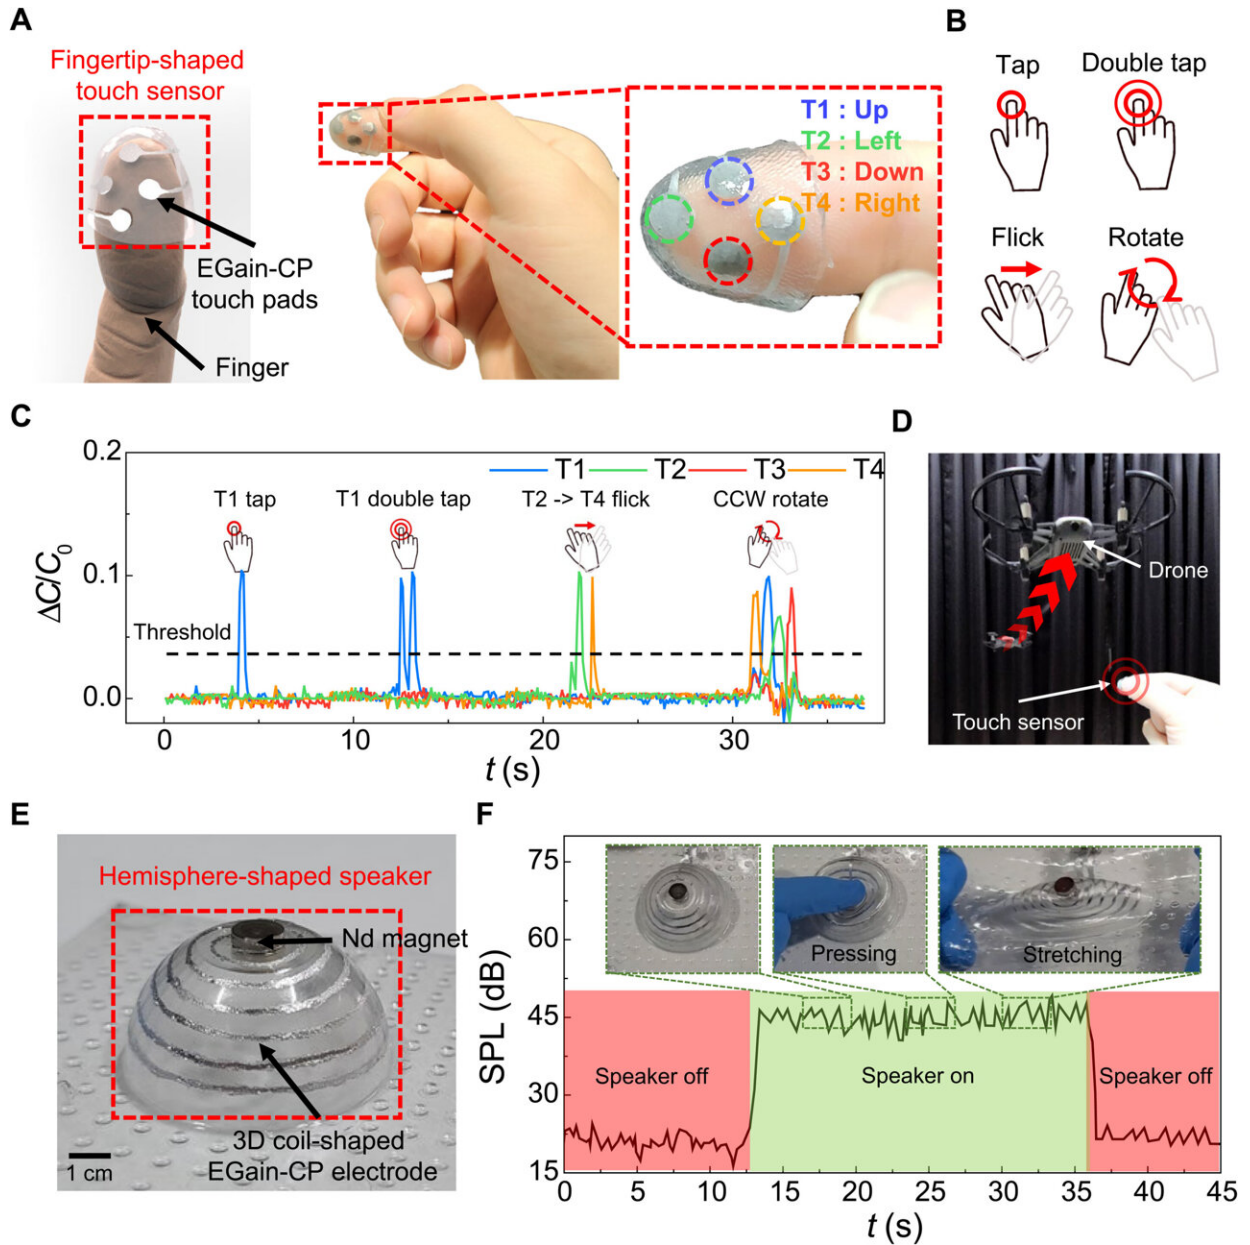 A
Fingertip-shaped
touch sensor
EGain-CP
touch pads
Finger
T1 : Up
T2 : Left
T3 : Down
T4 : Right
B
Tap
Double tap
Flick
Rotate
C
T1
T2
T3
T4
T1 tap
T1 double tap
T2 -> T4 flick
CCW rotate
Threshold
ΔC/C₀
0.2
0.1
0.0
0
10
20
30
t (s)
D
Drone
Touch sensor
E
Hemisphere-shaped speaker
Nd magnet
3D coil-shaped
EGain-CP electrode
1 cm
F
SPL (dB)
75
60
45
30
15
Pressing
Stretching
Speaker off
Speaker on
Speaker off
0
5
10
15
20
25
30
35
40
45
t (s)